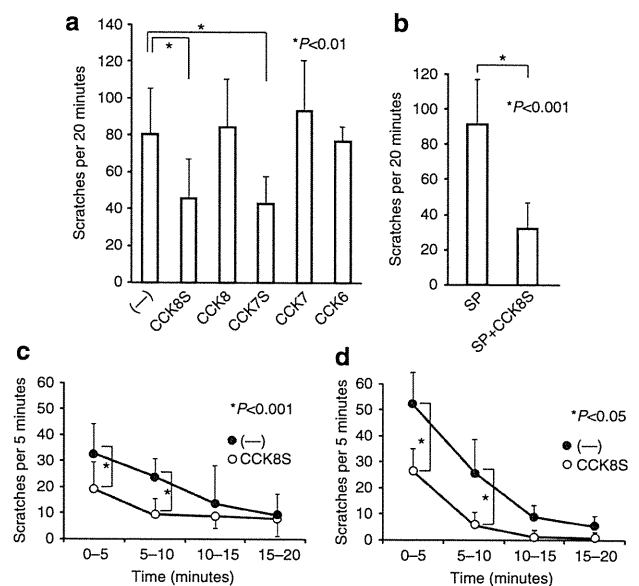 a
Scratches per 20 minutes
140
120
100
80
60
40
20
0
*
*
*P<0.01
(—)
CCK8S
CCK8
CCK7S
CCK7
CCK6
b
Scratches per 20 minutes
120
100
80
60
40
20
0
*
*P<0.001
SP
SP+CCK8S
c
Scratches per 5 minutes
60
50
40
30
20
10
0
*
*
*P<0.001
(—)
CCK8S
0–5
5–10
10–15
15–20
Time (minutes)
d
Scratches per 5 minutes
60
50
40
30
20
10
0
*
*
*P<0.05
(—)
CCK8S
0–5
5–10
10–15
15–20
Time (minutes)